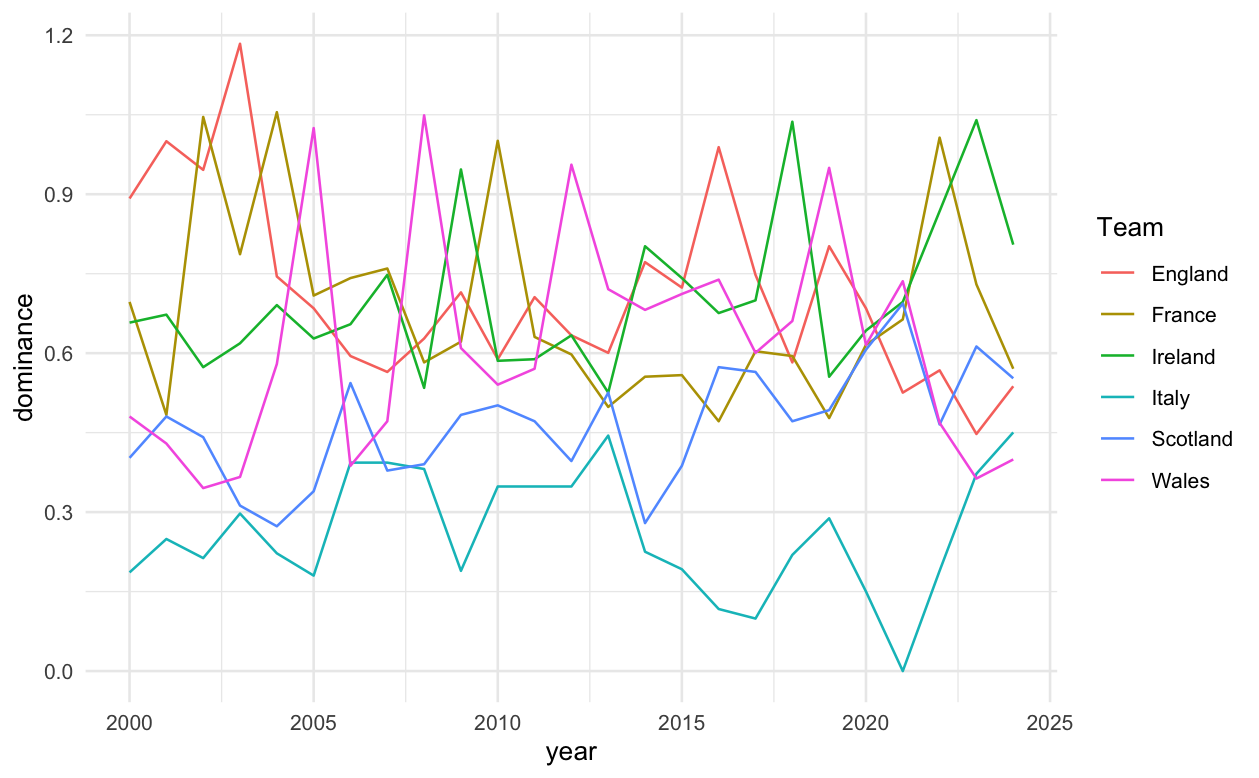 1.2
0.9
0.6
0.3
0.0
dominance
2000 2005 2010 2015 2020 2025
year
Team
England
France
Ireland
Italy
Scotland
Wales